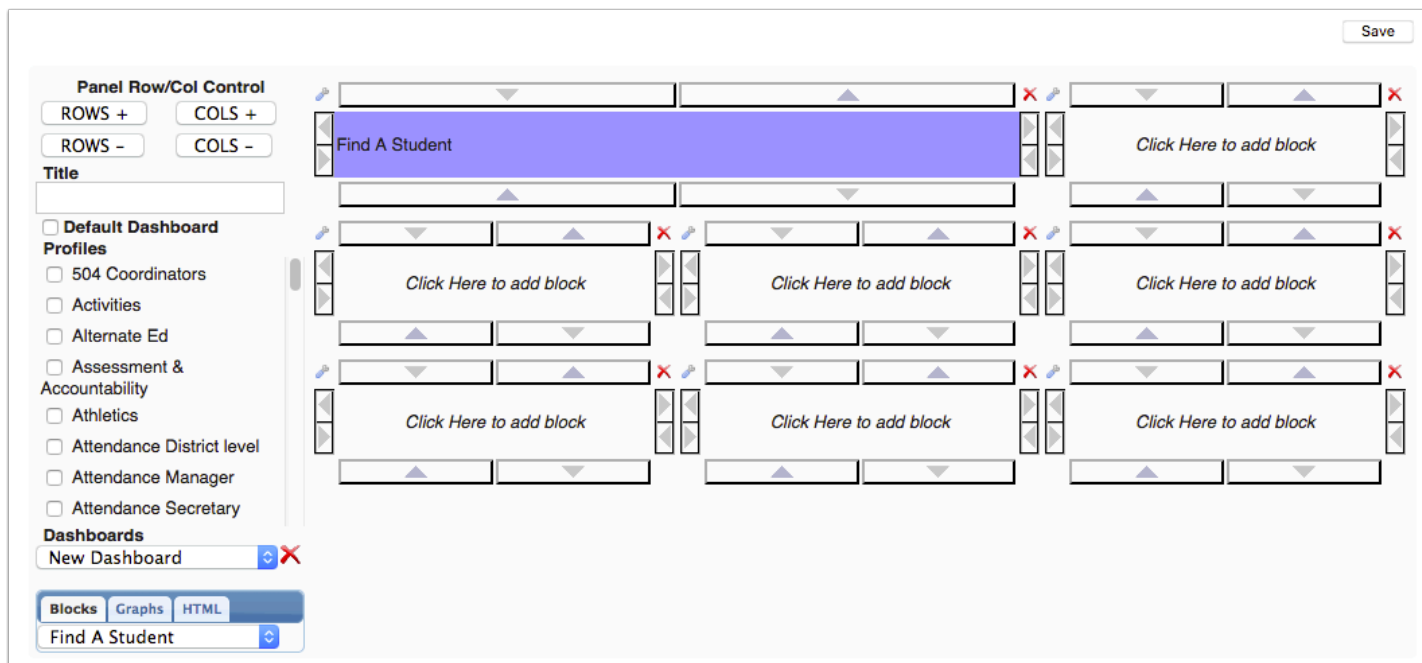 Save
Panel Row/Col Control
ROWS +
COLS +
ROWS –
COLS –
Title
Default Dashboard
Profiles
504 Coordinators
Activities
Alternate Ed
Assessment &
Accountability
Athletics
Attendance District level
Attendance Manager
Attendance Secretary
Dashboards
New Dashboard
Blocks
Graphs
HTML
Find A Student
Find A Student
Click Here to add block
Click Here to add block
Click Here to add block
Click Here to add block
Click Here to add block
Click Here to add block
Click Here to add block